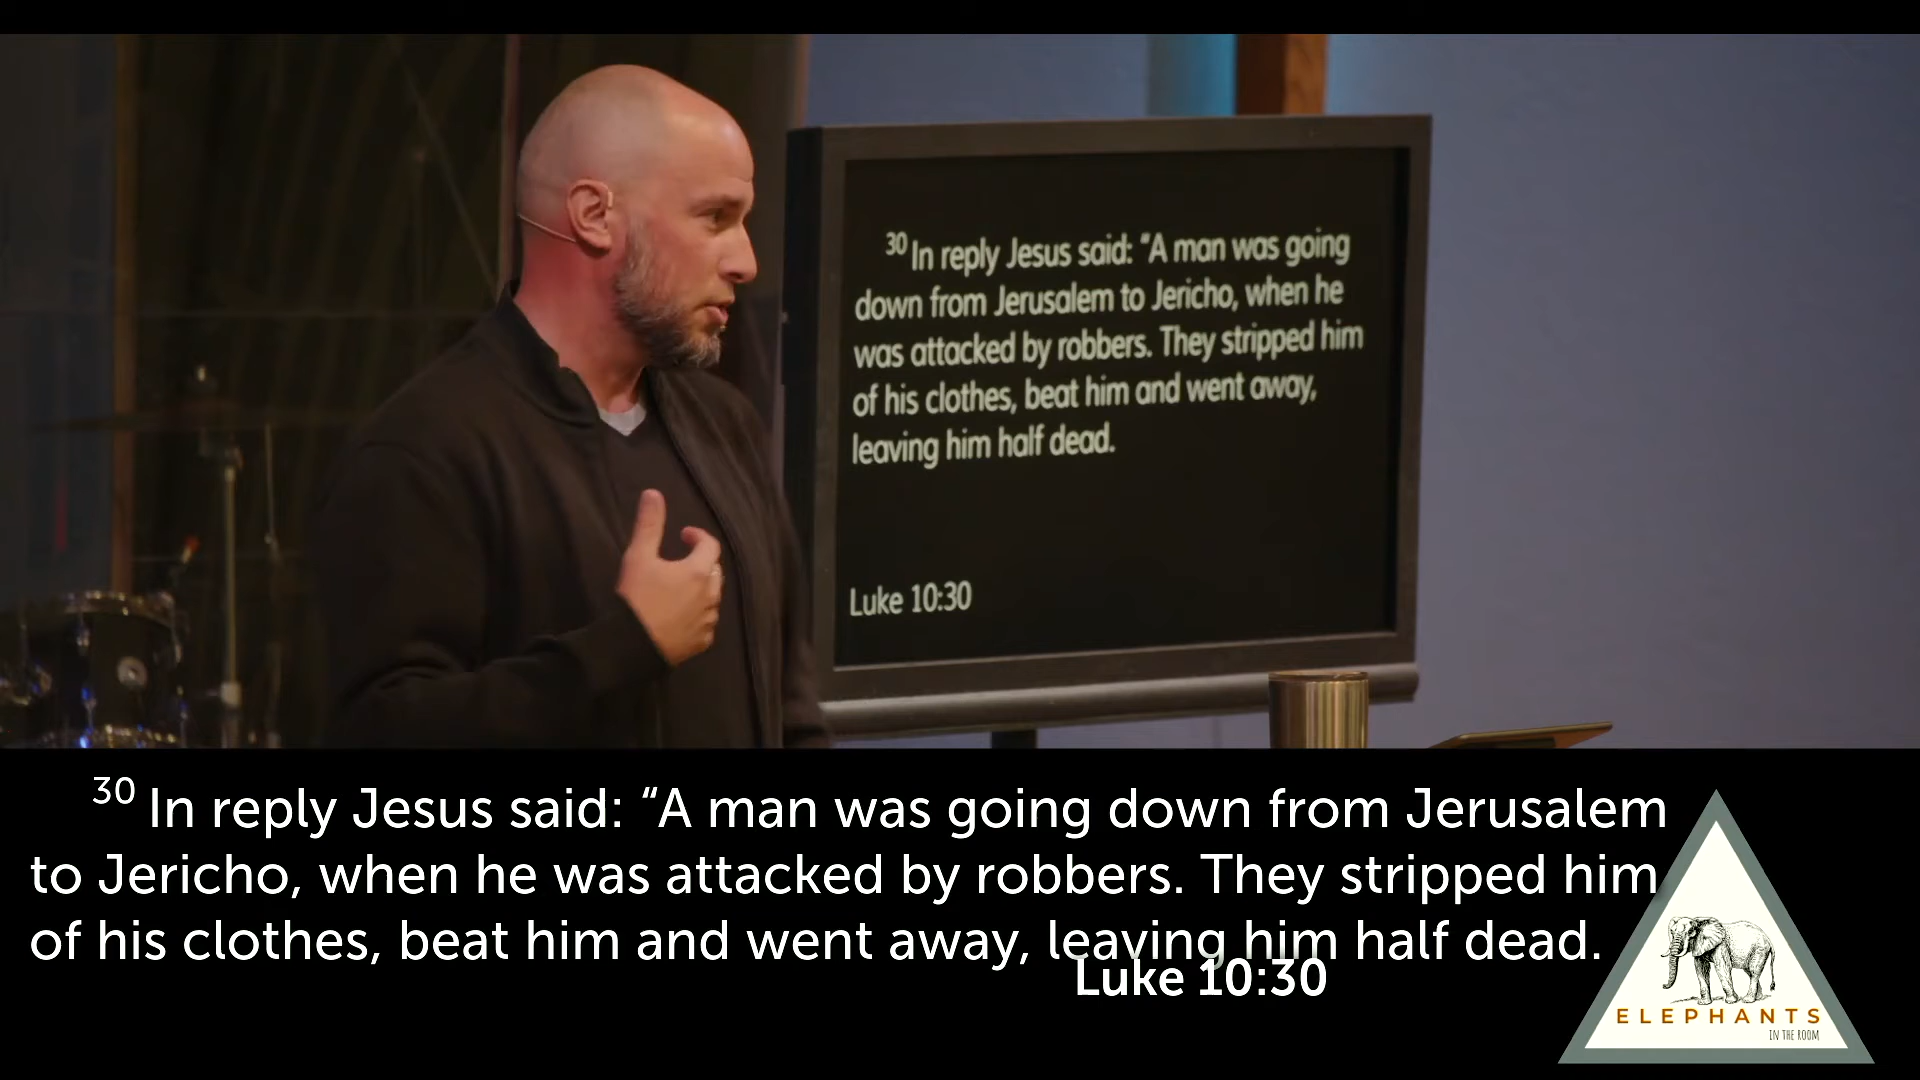 30 In reply Jesus said: “A man was going
down from Jerusalem to Jericho, when he
was attacked by robbers. They stripped him
of his clothes, beat him and went away,
leaving him half dead.
Luke 10:30
30 In reply Jesus said: “A man was going down from Jerusalem
to Jericho, when he was attacked by robbers. They stripped him
of his clothes, beat him and went away, leaving him half dead.
Luke 10:30
ELEPHANTS
IN THE ROOM